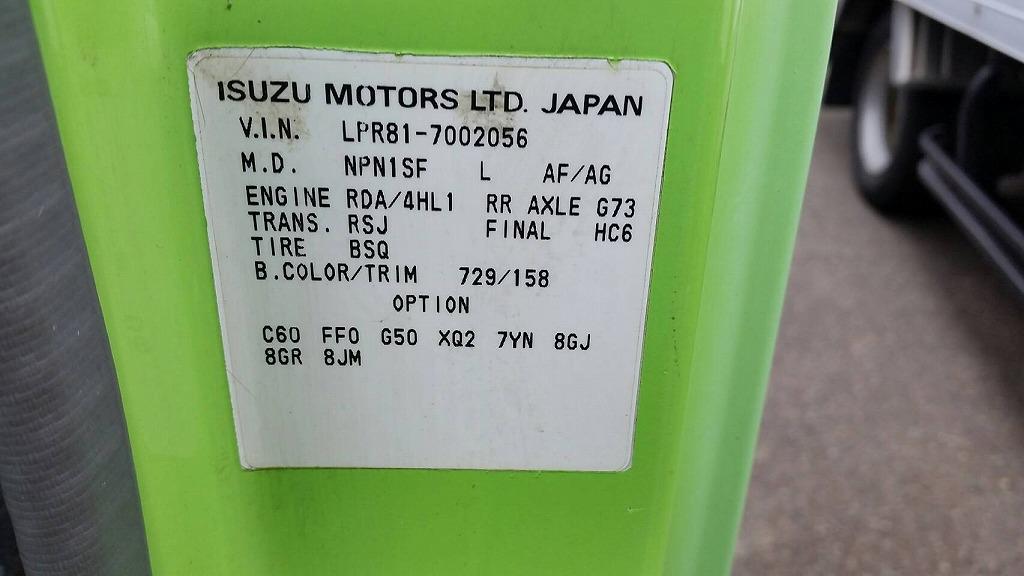 ISUZU MOTORS LTD. JAPAN
V.I.N. LPR81-7002056
M.D. NPN1SF L AF/AG
ENGINE RDA/4HL1 RR AXLE G73
TRANS. RSJ FINAL HC6
TIRE BSQ
B.COLOR/TRIM 729/158
OPTION
C60 FF0 G50 XQ2 7YN 8GJ
8GR 8JM